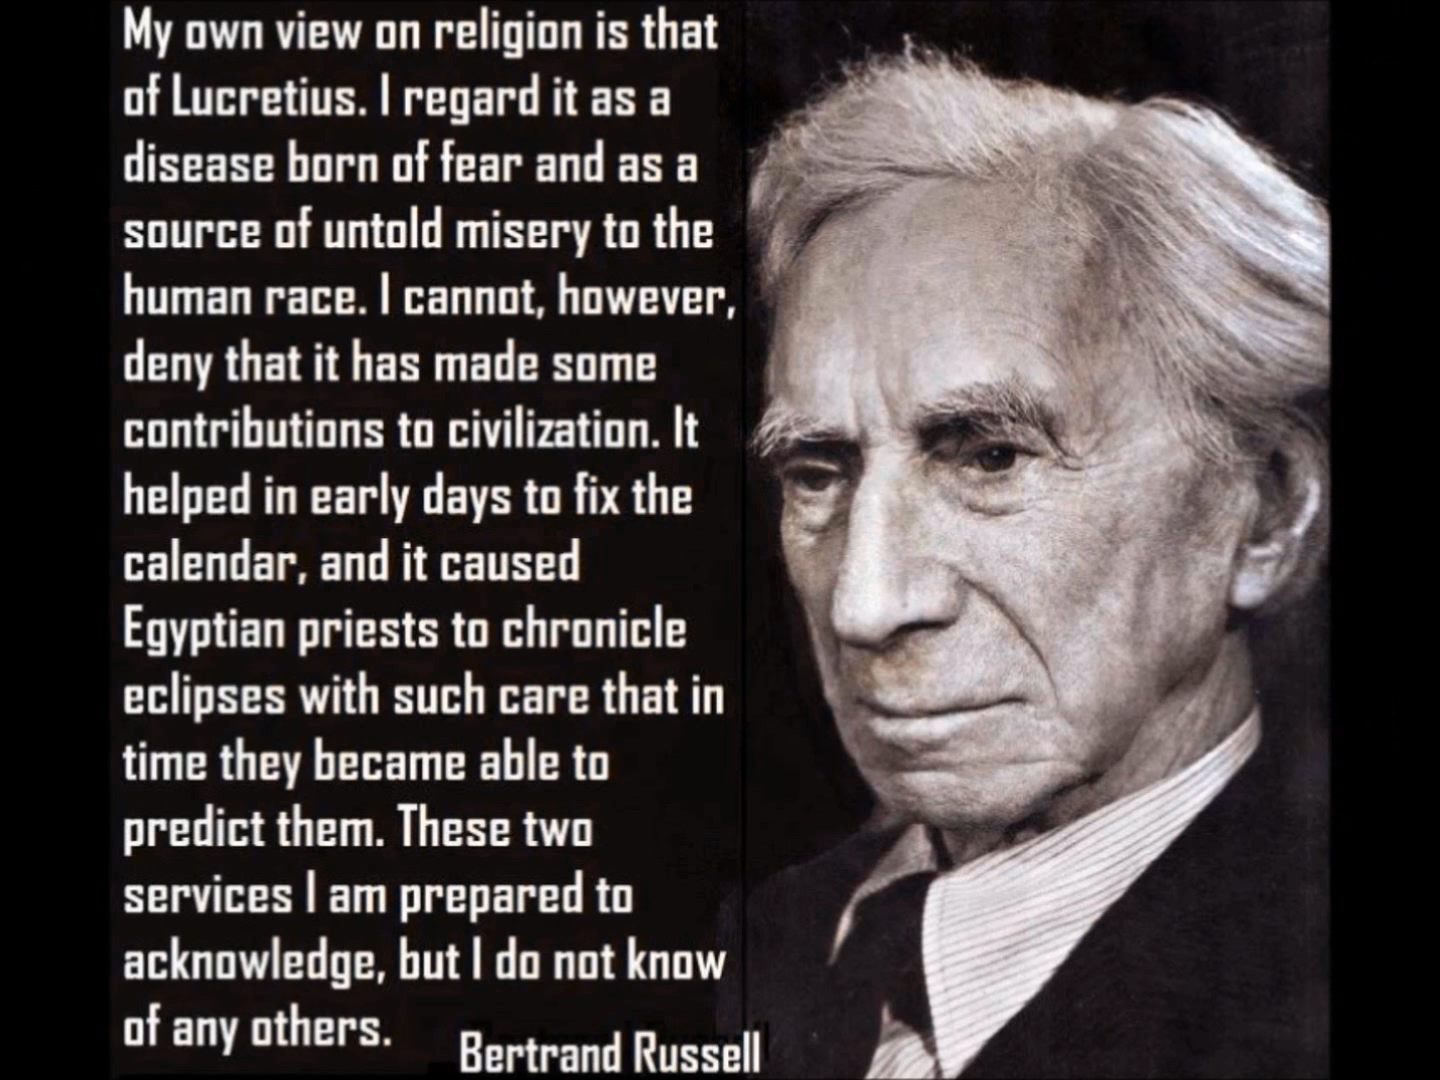 My own view on religion is that
of Lucretius. I regard it as a
disease born of fear and as a
source of untold misery to the
human race. I cannot, however,
deny that it has made some
contributions to civilization. It
helped in early days to fix the
calendar, and it caused
Egyptian priests to chronicle
eclipses with such care that in
time they became able to
predict them. These two
services I am prepared to
acknowledge, but I do not know
of any others.
Bertrand Russell